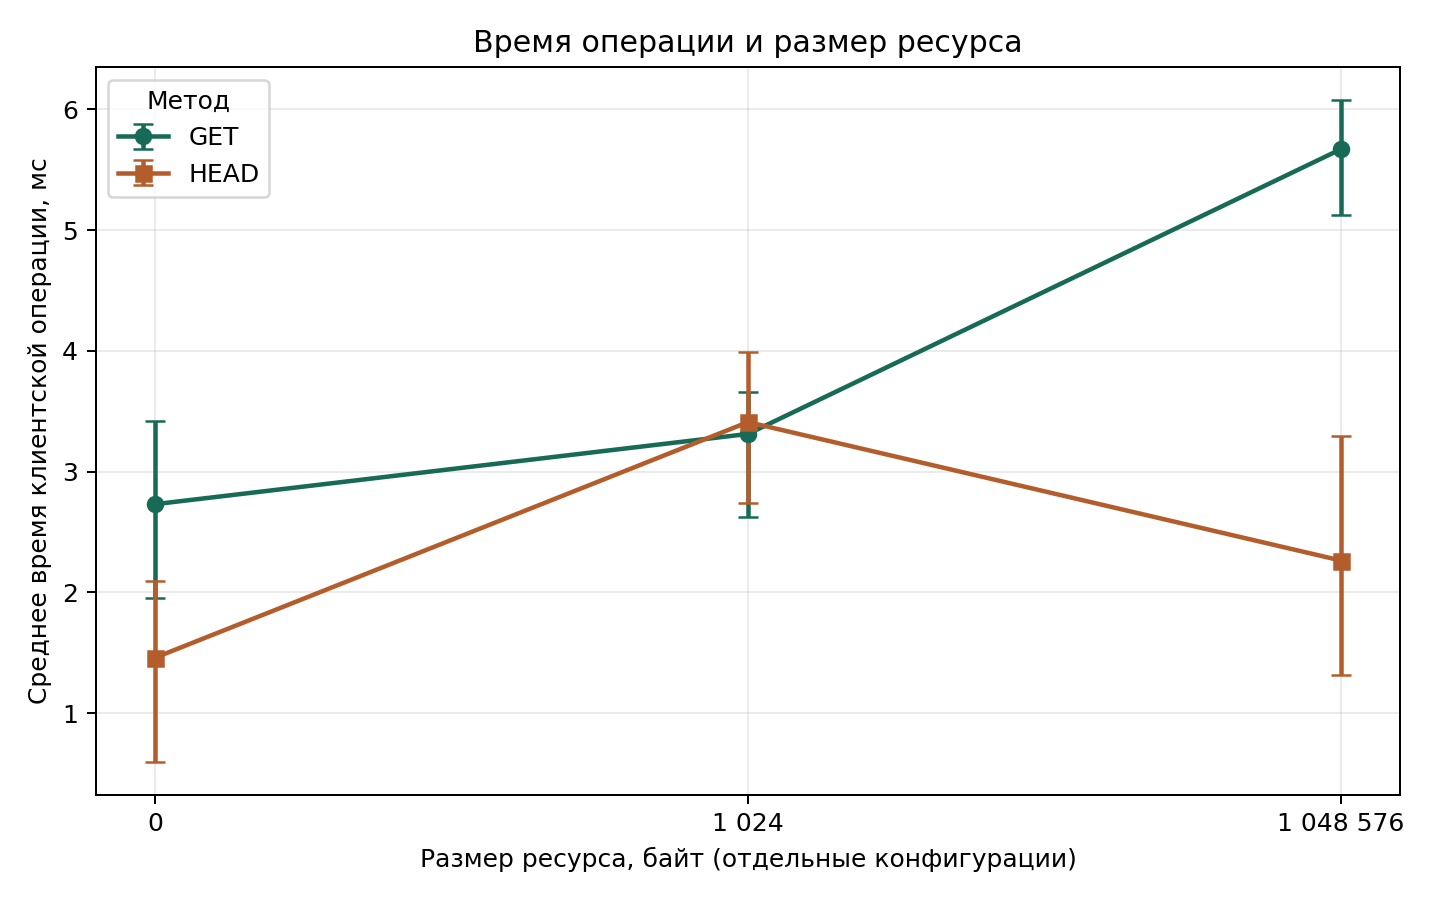 Время операции и размер ресурса
Метод
GET
HEAD
Среднее время клиентской операции, мс
6
5
4
3
2
1
0
1 024
1 048 576
Размер ресурса, байт (отдельные конфигурации)